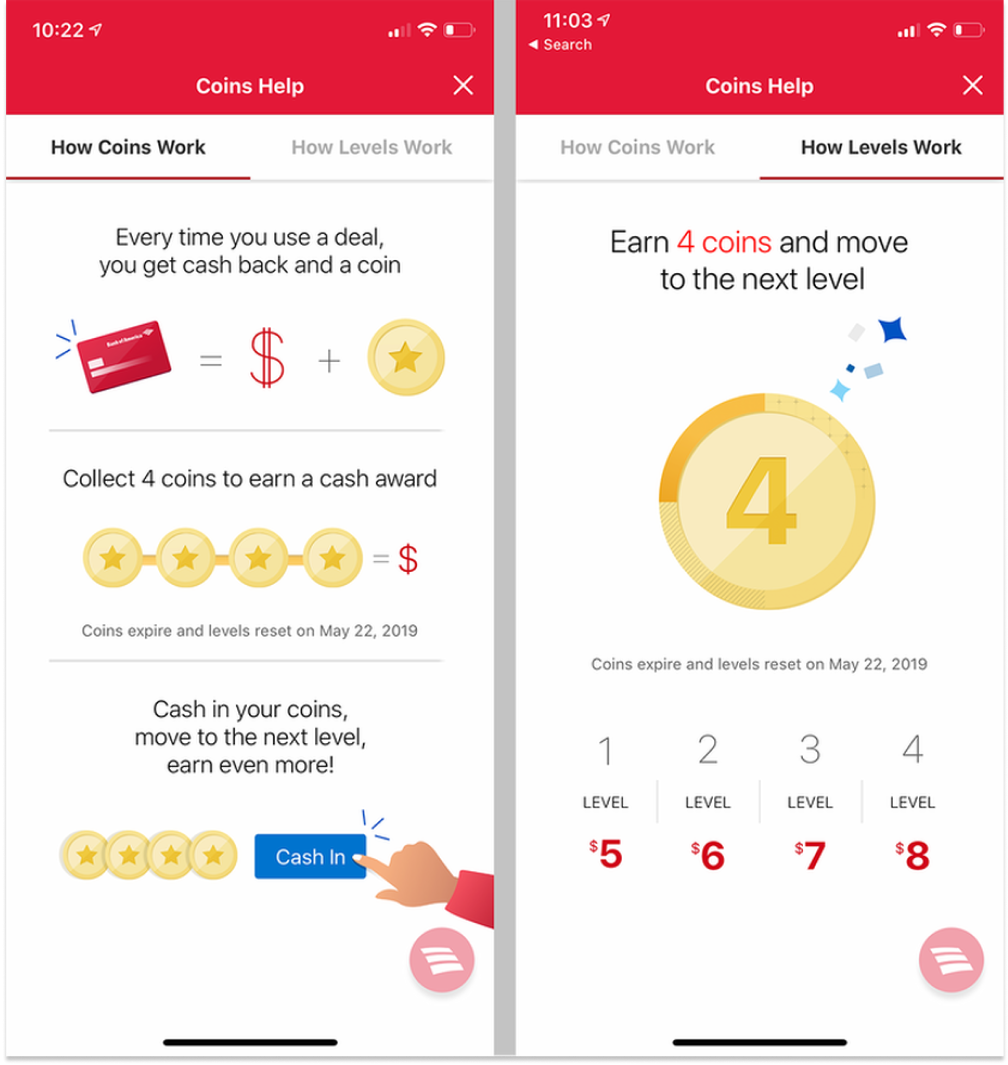 10:22
Coins Help
How Coins Work How Levels Work
Every time you use a deal,
you get cash back and a coin
Bank of America
= $ +
Collect 4 coins to earn a cash award
= $
Coins expire and levels reset on May 22, 2019
Cash in your coins,
move to the next level,
earn even more!
Cash In
11:03
◀ Search
Coins Help
How Coins Work How Levels Work
Earn 4 coins and move
to the next level
4
Coins expire and levels reset on May 22, 2019
1 2 3 4
LEVEL LEVEL LEVEL LEVEL
$5 $6 $7 $8